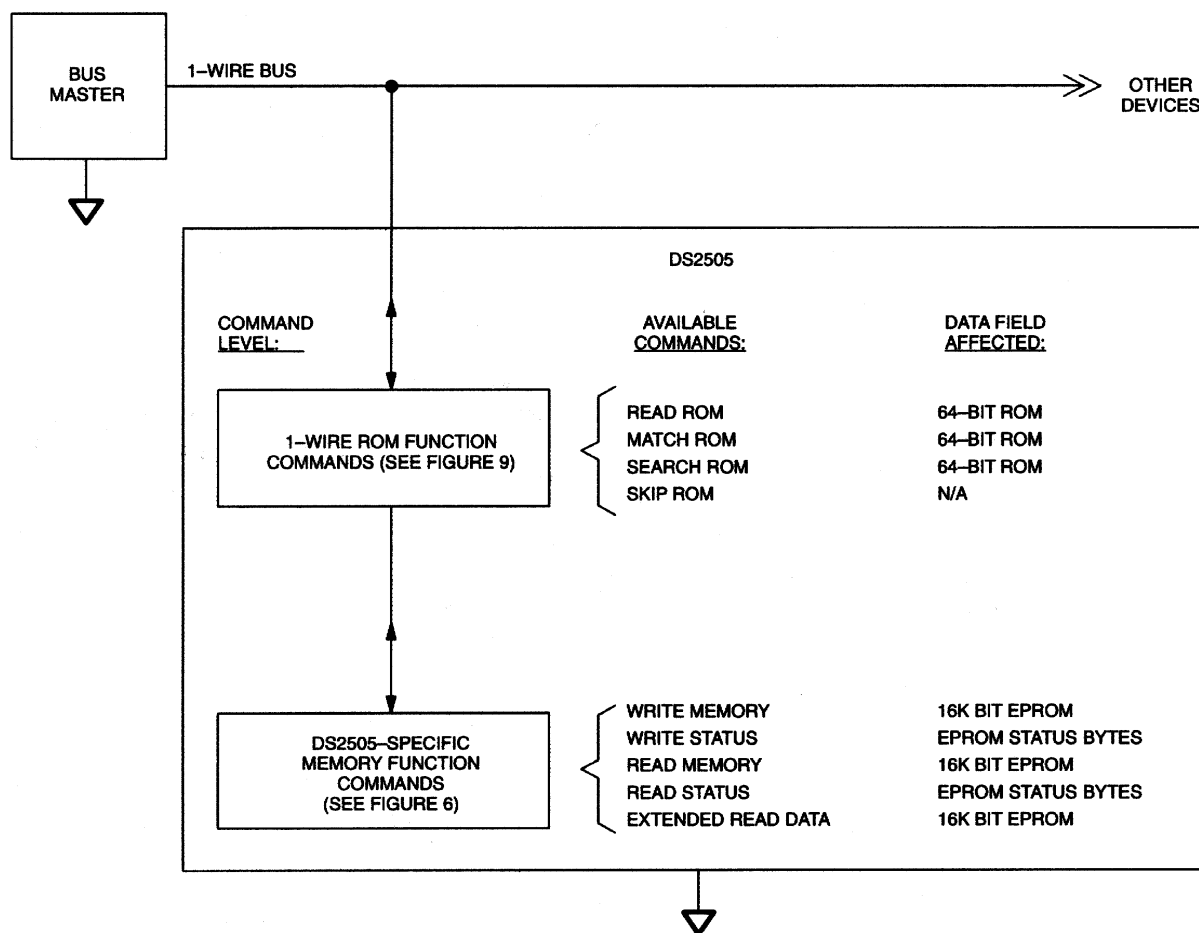 BUS
MASTER
1–WIRE BUS
OTHER
DEVICES
DS2505
COMMAND
LEVEL:
AVAILABLE
COMMANDS:
DATA FIELD
AFFECTED:
1–WIRE ROM FUNCTION
COMMANDS (SEE FIGURE 9)
READ ROM 64–BIT ROM
MATCH ROM 64–BIT ROM
SEARCH ROM 64–BIT ROM
SKIP ROM N/A
DS2505–SPECIFIC
MEMORY FUNCTION
COMMANDS
(SEE FIGURE 6)
WRITE MEMORY 16K BIT EPROM
WRITE STATUS EPROM STATUS BYTES
READ MEMORY 16K BIT EPROM
READ STATUS EPROM STATUS BYTES
EXTENDED READ DATA 16K BIT EPROM